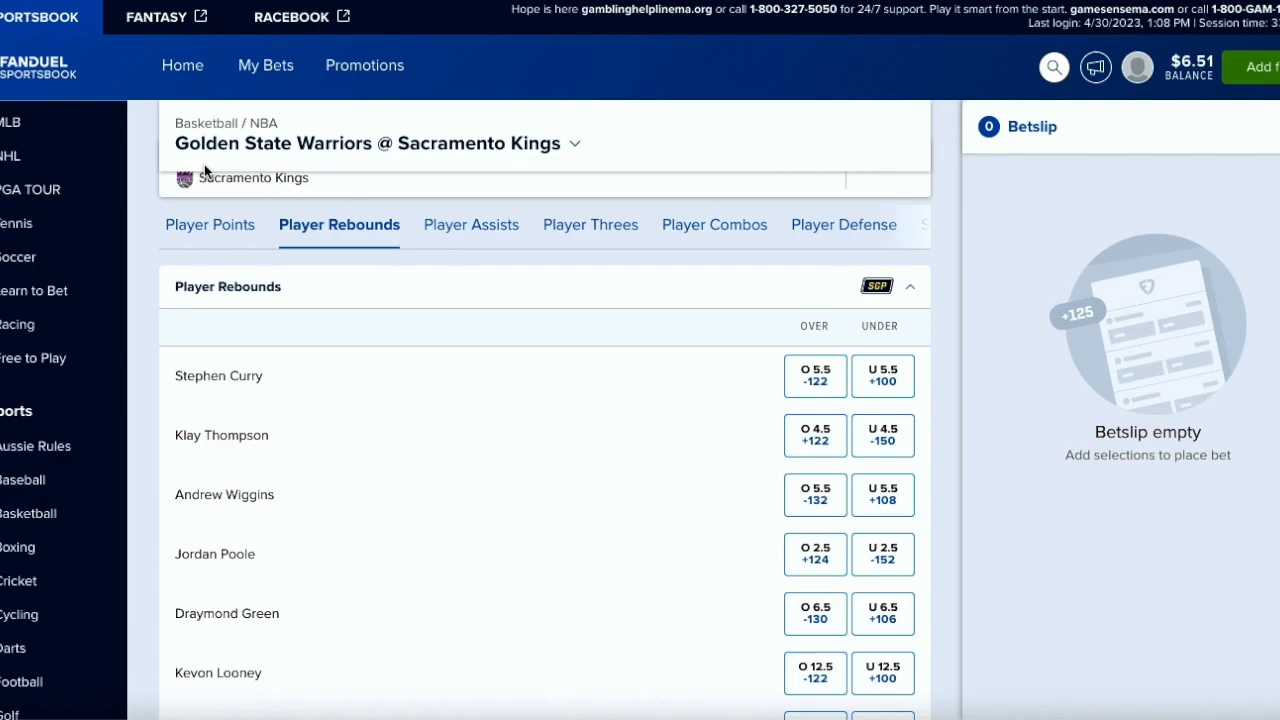 PORTSBOOK
FANTASY
RACEBOOK
Hope is here gamblinghelplinema.org or call 1-800-327-5050 for 24/7 support. Play it smart from the start. gamesensema.com or call 1-800-GAM-1
Last login: 4/30/2023, 1:08 PM | Session time: 3
FANDUEL
SPORTSBOOK
Home
My Bets
Promotions
$6.51
BALANCE
Add f
MLB
NHL
PGA TOUR
Tennis
Soccer
Learn to Bet
Racing
Free to Play
ports
Aussie Rules
Baseball
Basketball
Boxing
Cricket
Cycling
Darts
Football
Golf
Basketball / NBA
Golden State Warriors @ Sacramento Kings
Sacramento Kings
Player Points
Player Rebounds
Player Assists
Player Threes
Player Combos
Player Defense
S
Player Rebounds
SGP
OVER
UNDER
Stephen Curry
O 5.5
-122
U 5.5
+100
Klay Thompson
O 4.5
+122
U 4.5
-150
Andrew Wiggins
O 5.5
-132
U 5.5
+108
Jordan Poole
O 2.5
+124
U 2.5
-152
Draymond Green
O 6.5
-130
U 6.5
+106
Kevon Looney
O 12.5
-122
U 12.5
+100
0
Betslip
+125
Betslip empty
Add selections to place bet